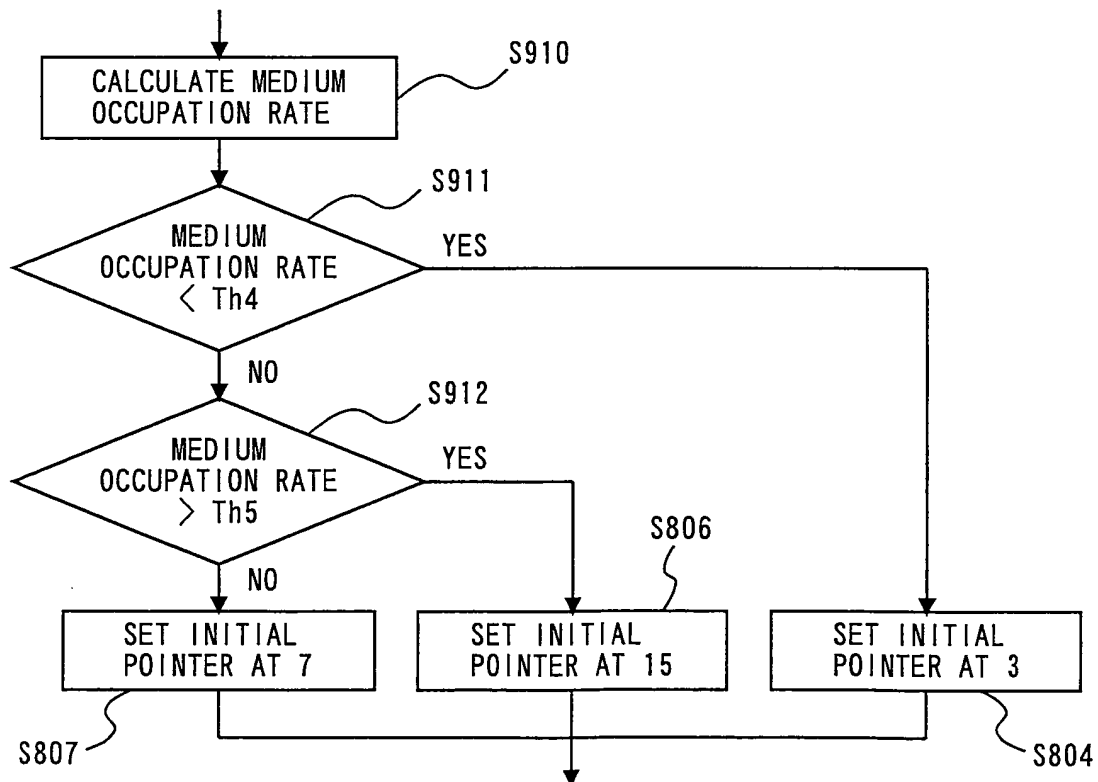 S910
CALCULATE MEDIUM
OCCUPATION RATE
S911
MEDIUM
OCCUPATION RATE
< Th4
YES
NO
S912
MEDIUM
OCCUPATION RATE
> Th5
YES
NO
S806
SET INITIAL
POINTER AT 7
SET INITIAL
POINTER AT 15
SET INITIAL
POINTER AT 3
S807
S804